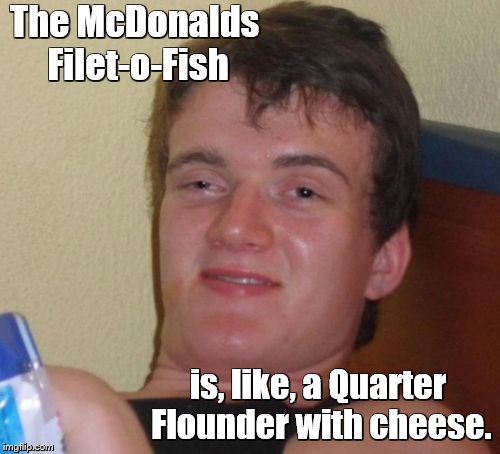 The McDonalds
Filet-o-Fish
is, like, a Quarter
Flounder with cheese.
imgflip.com